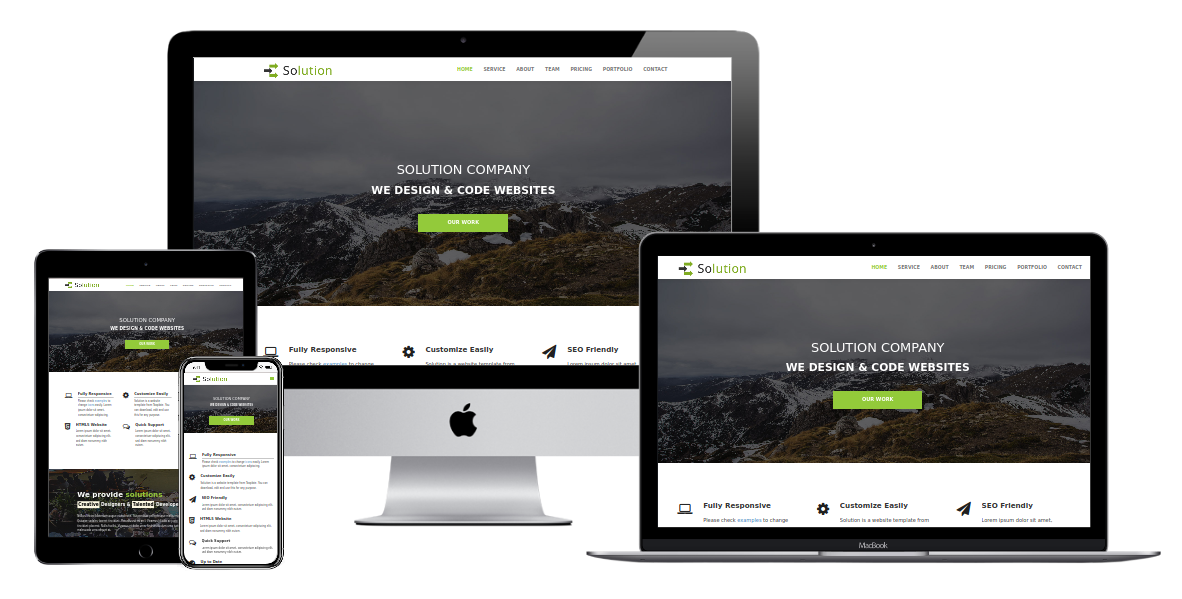 Solution
HOME SERVICE ABOUT TEAM PRICING PORTFOLIO CONTACT
SOLUTION COMPANY
WE DESIGN & CODE WEBSITES
OUR WORK
Fully Responsive
Please check examples to change
Customize Easily
Solution is a website template from
SEO Friendly
Lorem ipsum dolor sit amet,
Solution
SOLUTION COMPANY
WE DESIGN & CODE WEBSITES
OUR WORK
Fully Responsive
Customize Easily
HTML5 Website
Quick Support
We provide solutions
Creative Designers & Talented Develope
Solution
SOLUTION COMPANY
WE DESIGN & CODE WEBSITES
OUR WORK
Fully Responsive
Customize Easily
SEO Friendly
HTML5 Website
Quick Support
Up to Date
Solution
HOME SERVICE ABOUT TEAM PRICING PORTFOLIO CONTACT
SOLUTION COMPANY
WE DESIGN & CODE WEBSITES
OUR WORK
Fully Responsive
Please check examples to change
Customize Easily
Solution is a website template from
SEO Friendly
Lorem ipsum dolor sit amet,
MacBook